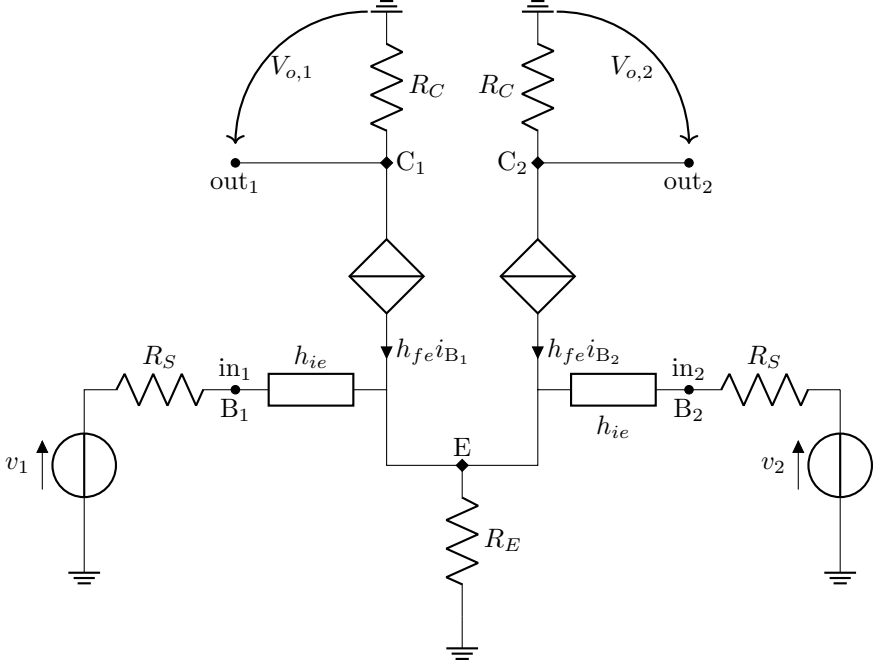 V_{o,1} V_{o,2}
R_C R_C
C_1 C_2
out_1 out_2
h_{fe}i_{B_1} h_{fe}i_{B_2}
R_S in_1 h_{ie} in_2 R_S
B_1 B_2
h_{ie}
E
v_1 v_2
R_E